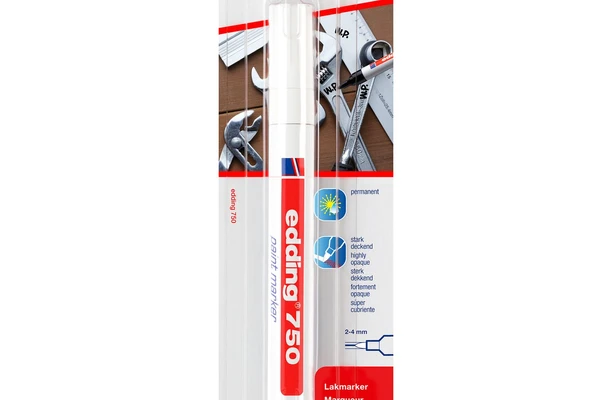 W.P.
W.P.
W.P.
edding 750
edding® 750
paint marker
permanent
stark
deckend
highly
opaque
sterk
dekkend
fortement
opaque
súper
cubriente
2-4 mm
Lakmarker
Marqueur